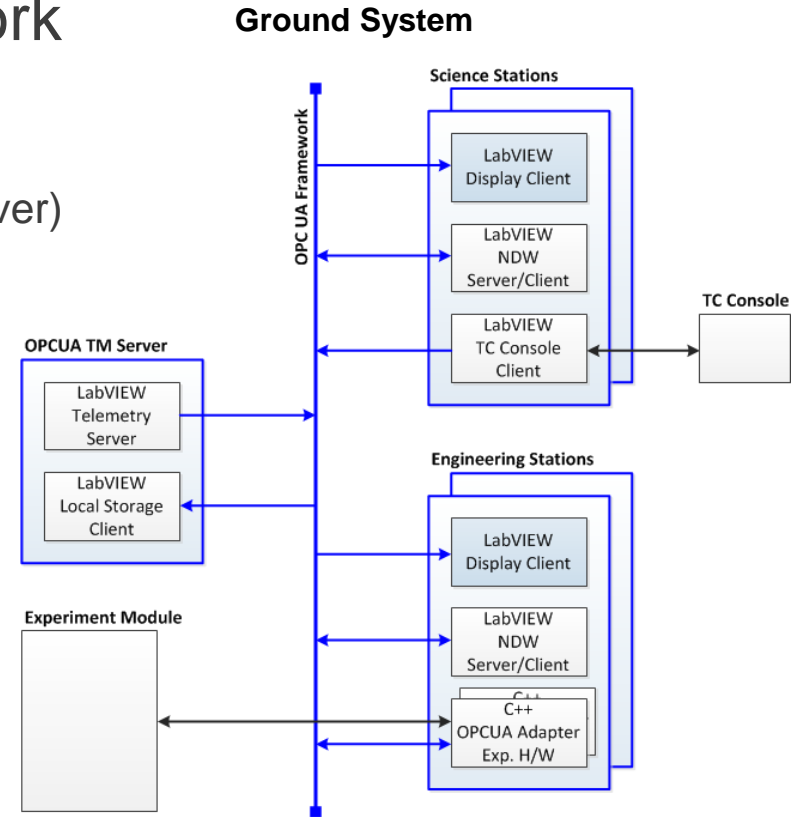 ork
Ground System
ver)
Science Stations
OPC UA Framework
LabVIEW
Display Client
LabVIEW
NDW
Server/Client
LabVIEW
TC Console
Client
TC Console
OPCUA TM Server
LabVIEW
Telemetry
Server
LabVIEW
Local Storage
Client
Engineering Stations
LabVIEW
Display Client
LabVIEW
NDW
Server/Client
Experiment Module
C++
C++
OPCUA Adapter
Exp. H/W